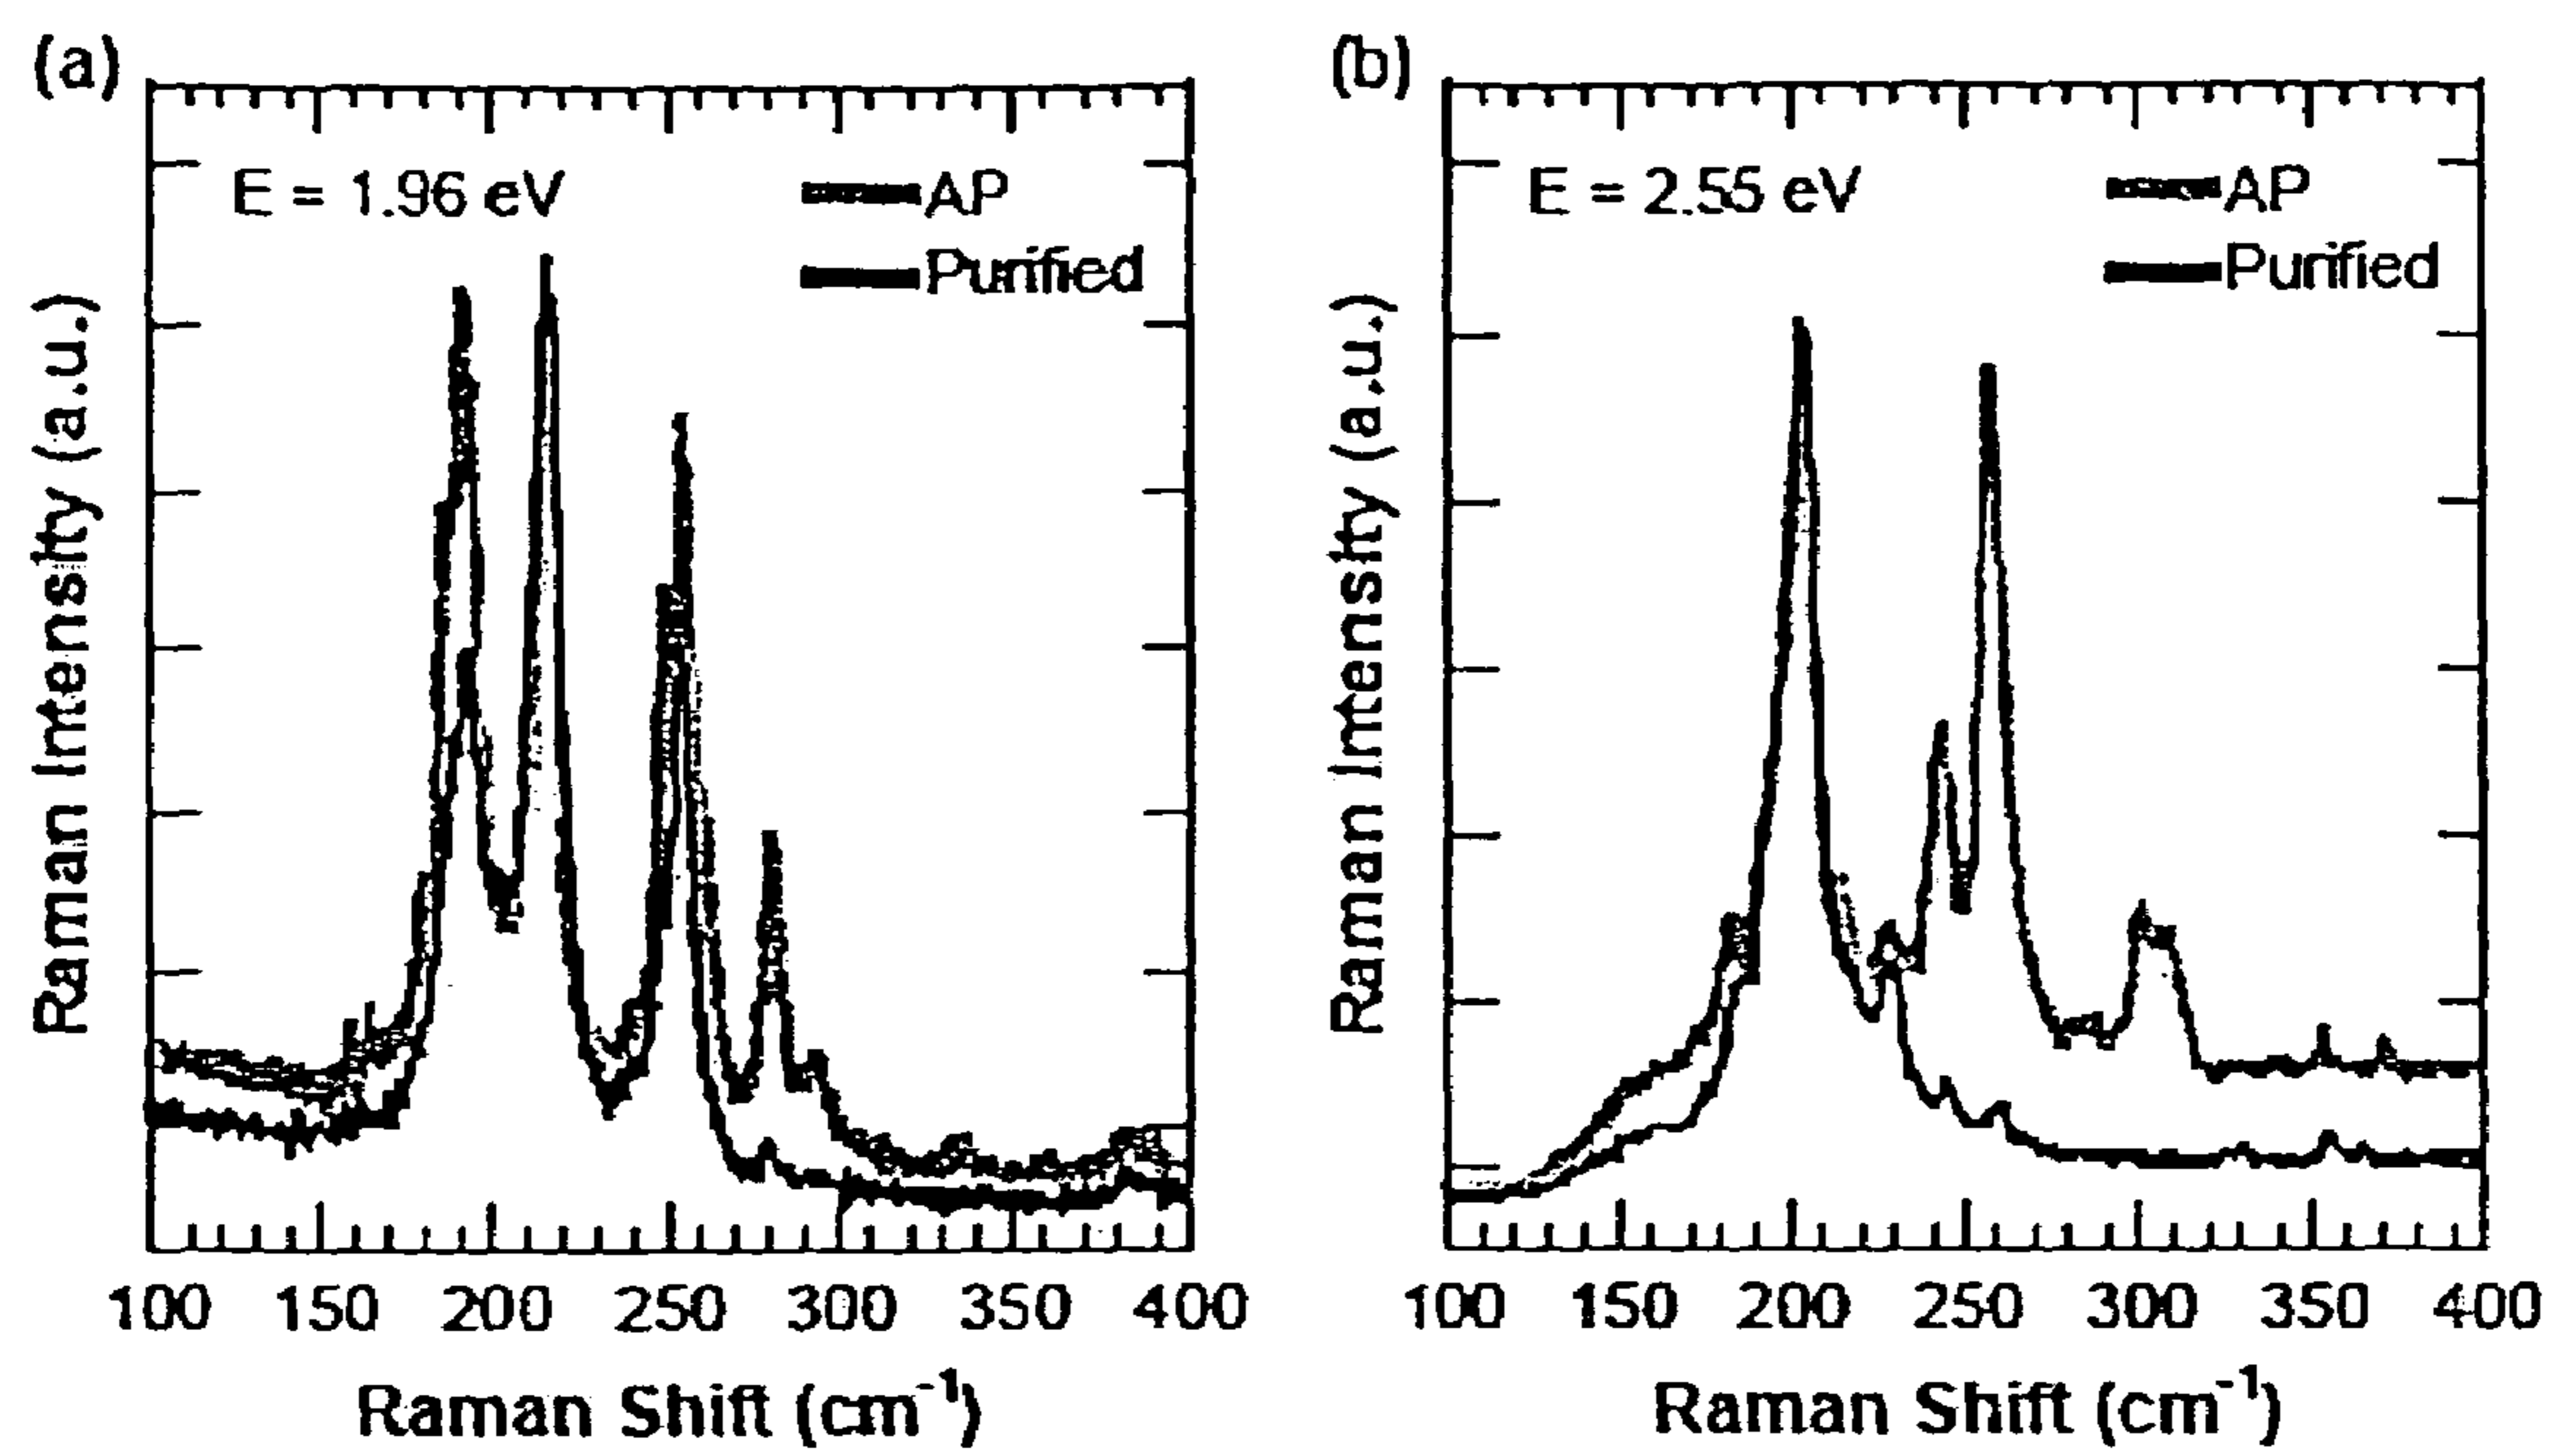 (a)
E = 1.96 eV
AP
Purified
Raman Intensity (a.u.)
100 150 200 250 300 350 400
Raman Shift (cm⁻¹)
(b)
E = 2.55 eV
AP
Purified
Raman Intensity (a.u.)
100 150 200 250 300 350 400
Raman Shift (cm⁻¹)